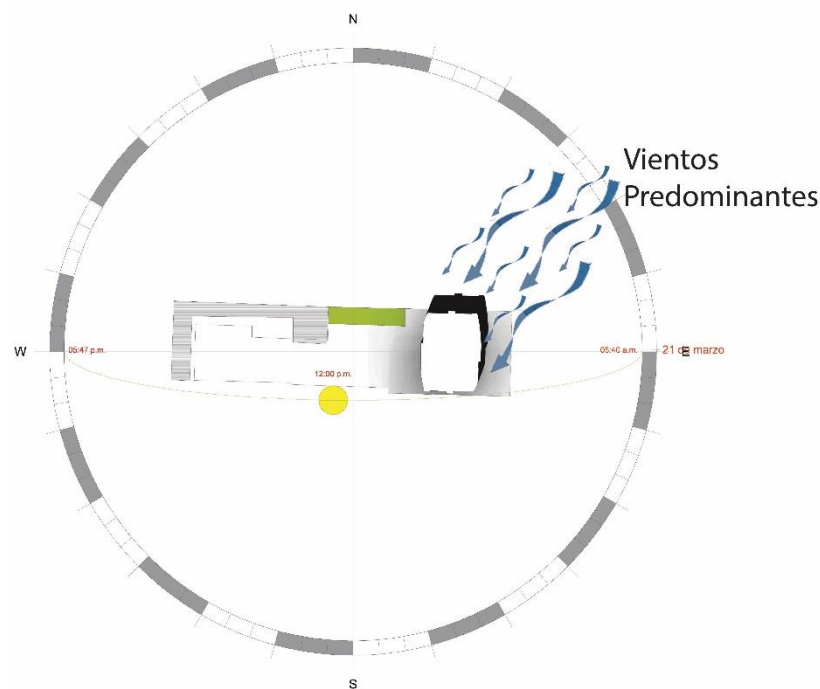 N
Vientos
Predominantes
W
05:47 p.m.
05:40 a.m.
21 de marzo
E
12:00 p.m.
S